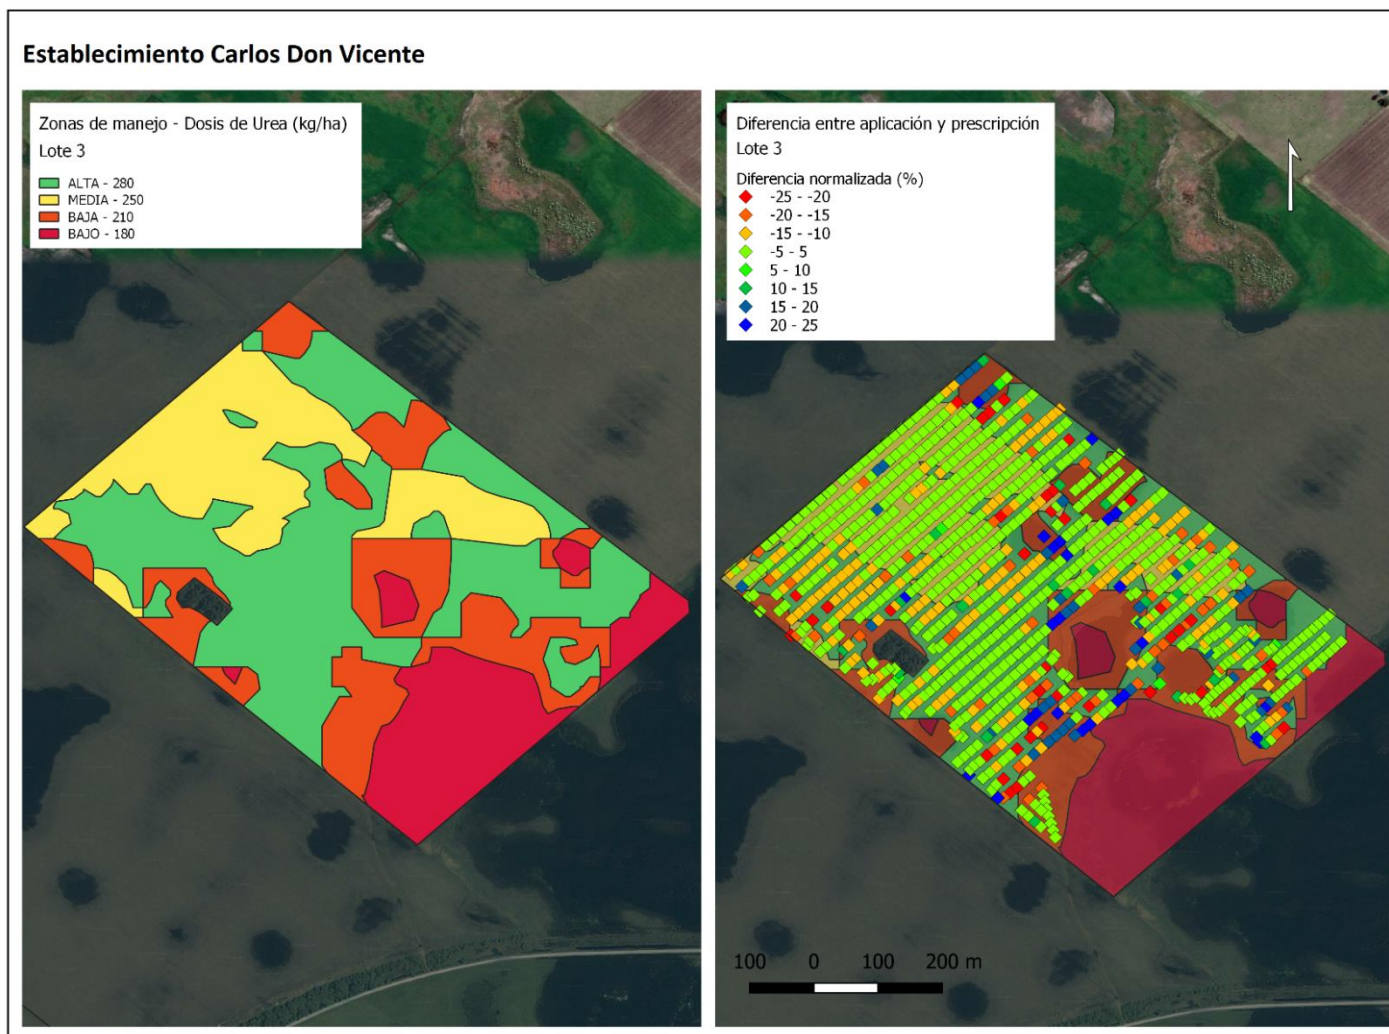 Establecimiento Carlos Don Vicente
Zonas de manejo - Dosis de Urea (kg/ha)
Lote 3
ALTA - 280
MEDIA - 250
BAJA - 210
BAJO - 180
Diferencia entre aplicación y prescripción
Lote 3
Diferencia normalizada (%)
-25 - -20
-20 - -15
-15 - -10
-5 - 5
5 - 10
10 - 15
15 - 20
20 - 25
100 0 100 200 m